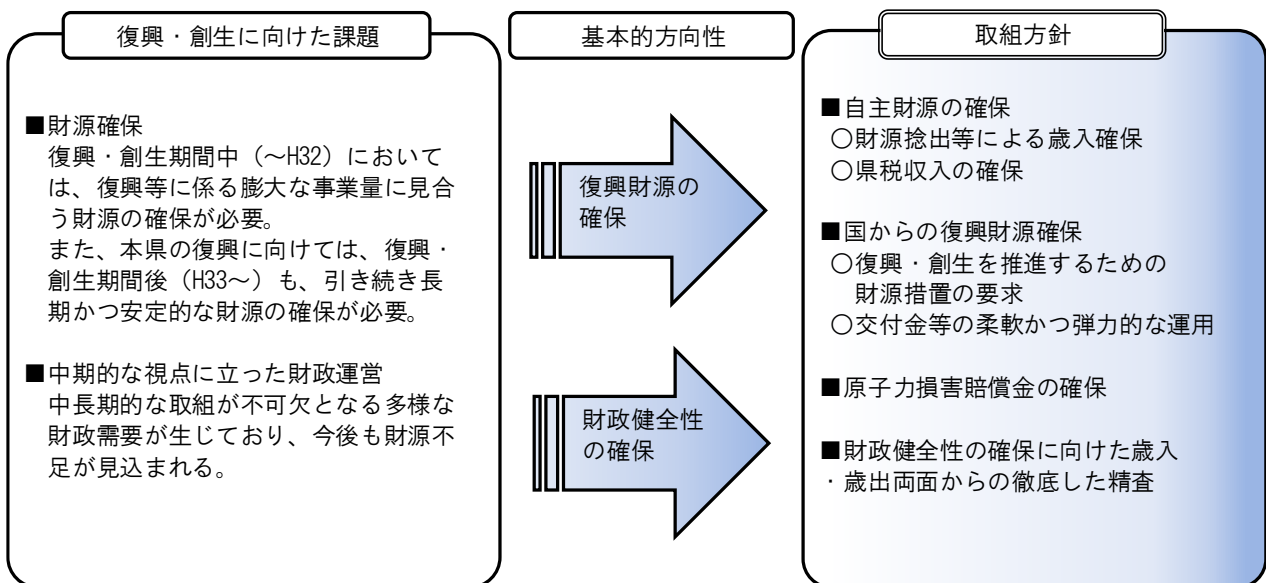 復興・創生に向けた課題
■財源確保
復興・創生期間中（～H32）において
は、復興等に係る膨大な事業量に見合
う財源の確保が必要。
また、本県の復興に向けては、復興・
創生期間後（H33～）も、引き続き長
期かつ安定的な財源の確保が必要。
■中期的な視点に立った財政運営
中長期的な取組が不可欠となる多様な
財政需要が生じており、今後も財源不
足が見込まれる。
基本的方向性
復興財源の
確保
財政健全性
の確保
取組方針
■自主財源の確保
○財源捻出等による歳入確保
○県税収入の確保
■国からの復興財源確保
○復興・創生を推進するための
財源措置の要求
○交付金等の柔軟かつ弾力的な運用
■原子力損害賠償金の確保
■財政健全性の確保に向けた歳入
・歳出両面からの徹底した精査